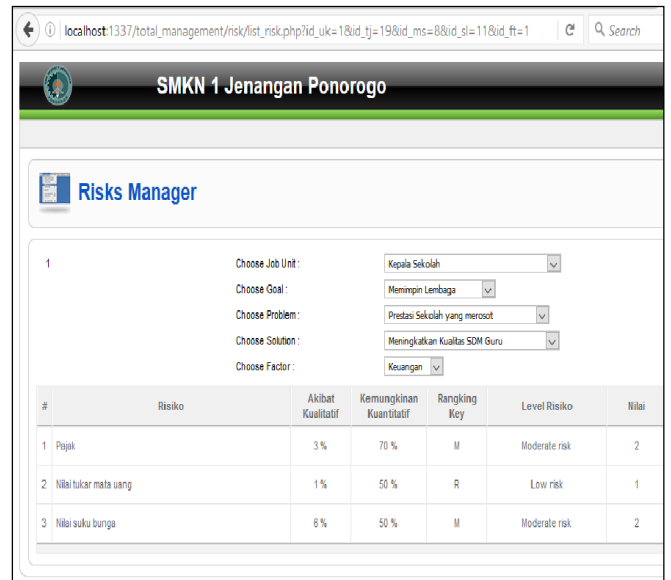 localhost:1337/total_management/risk/list_risk.php?id_uk=1&id_tj=19&id_ms=8&id_sl=11&id_ft=1
Search
SMKN 1 Jenangan Ponorogo
Risks Manager
1
Choose Job Unit : Kepala Sekolah
Choose Goal : Memimpin Lembaga
Choose Problem : Prestasi Sekolah yang merosot
Choose Solution : Meningkatkan Kualitas SDM Guru
Choose Factor : Keuangan
# Risiko Akibat Kualitatif Kemungkinan Kuantitatif Rangking Key Level Risiko Nilai
1 Pajak 3 % 70 % M Moderate risk 2
2 Nilai tukar mata uang 1 % 50 % R Low risk 1
3 Nilai suku bunga 6 % 50 % M Moderate risk 2